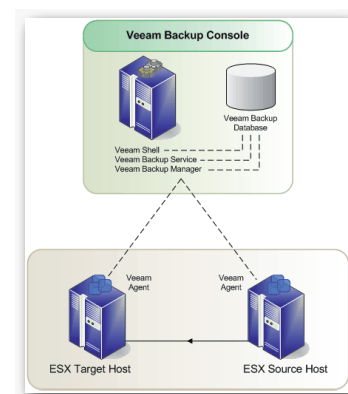 Veeam Backup Console
Veeam Backup
Database
Veeam Shell
Veeam Backup Service
Veeam Backup Manager
Veeam
Agent
Veeam
Agent
ESX Target Host
ESX Source Host